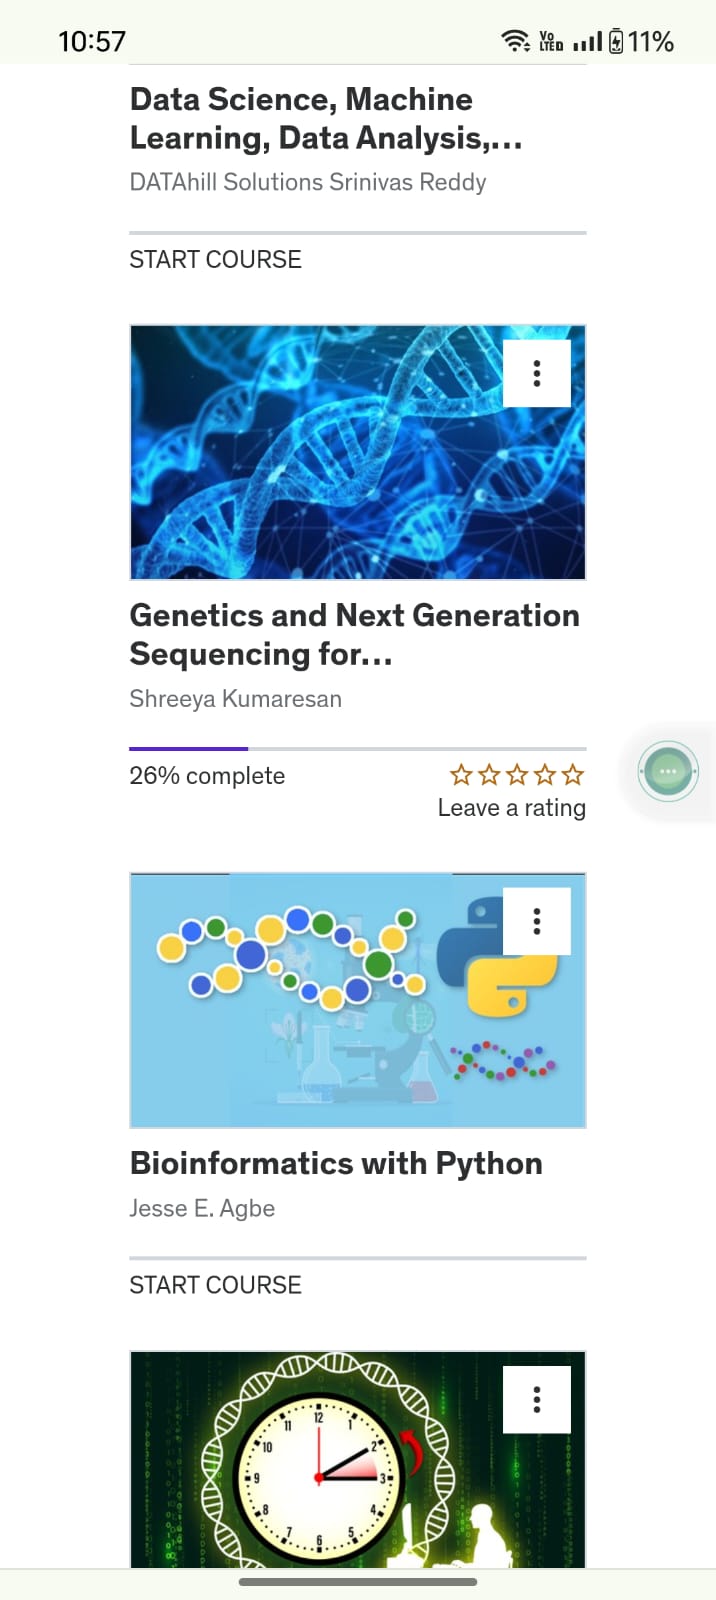 10:57
Vo
LTED
11%
Data Science, Machine
Learning, Data Analysis,...
DATAhill Solutions Srinivas Reddy
START COURSE
Genetics and Next Generation
Sequencing for...
Shreeya Kumaresan
26% complete
Leave a rating
Bioinformatics with Python
Jesse E. Agbe
START COURSE
12
1
2
3
4
5
6
7
8
9
10
11